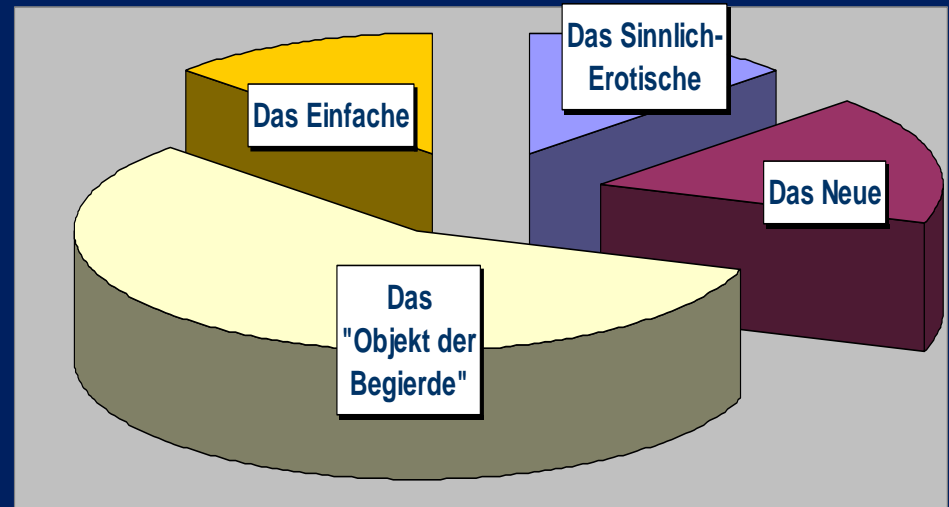 Das Sinnlich-
Erotische
Das Einfache
Das Neue
Das
"Objekt der
Begierde"